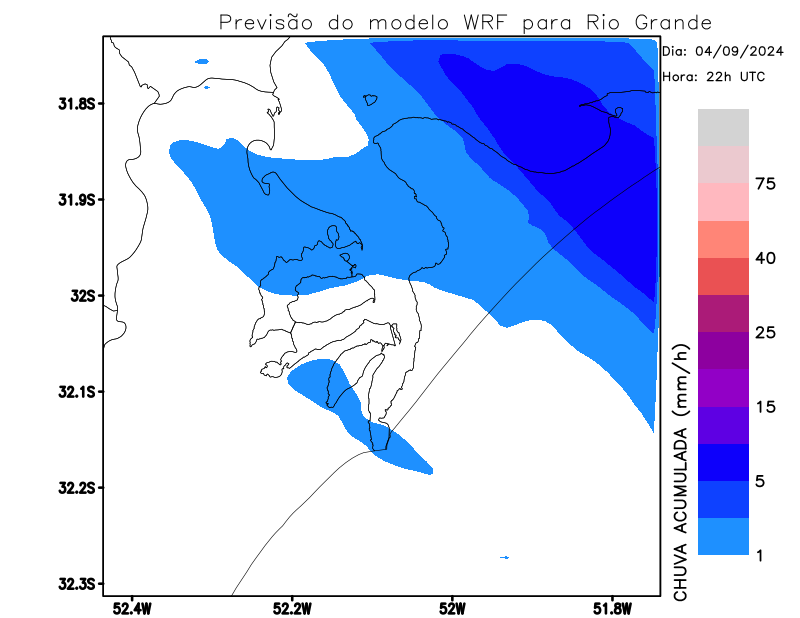 Previsão do modelo WRF para Rio Grande
Dia: 04/09/2024
Hora: 22h UTC
31.8S
31.9S
32S
32.1S
32.2S
32.3S
52.4W
52.2W
52W
51.8W
75
40
25
15
5
1
CHUVA ACUMULADA (mm/h)